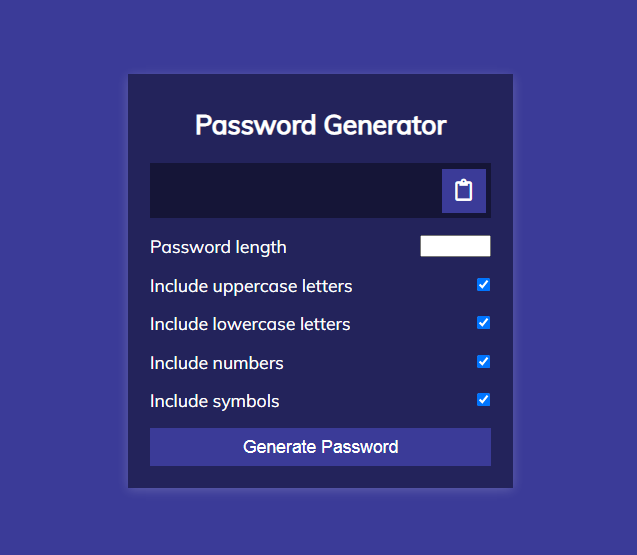 Password Generator
Password length
Include uppercase letters
Include lowercase letters
Include numbers
Include symbols
Generate Password